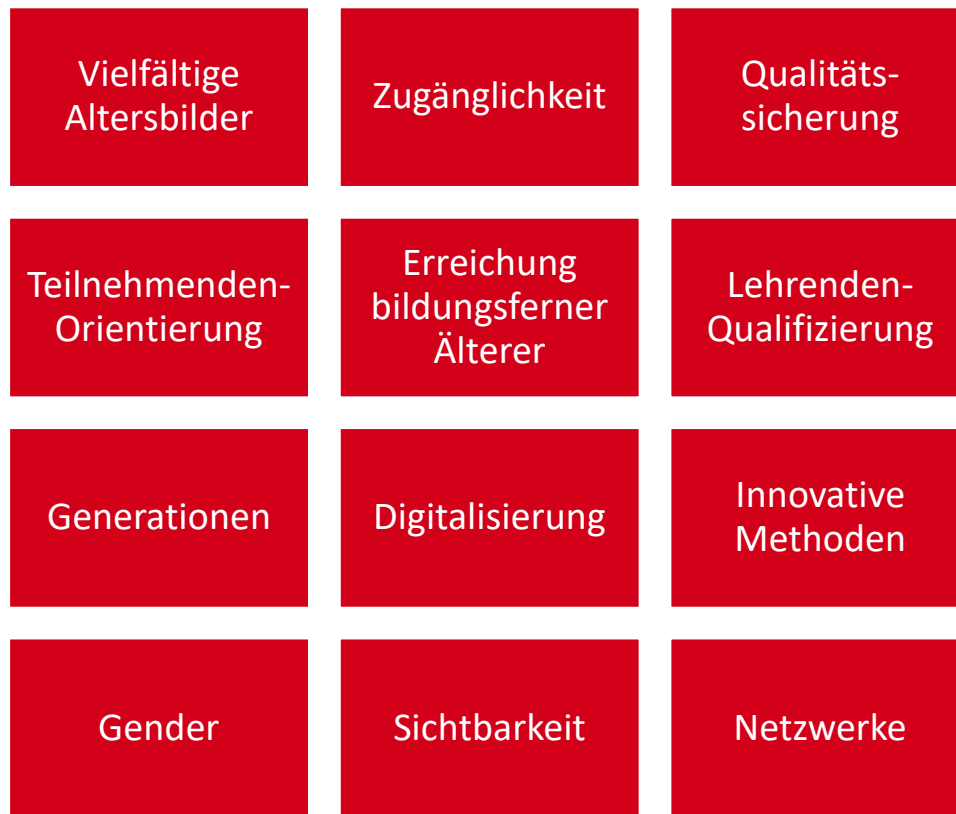 Vielfältige
Altersbilder
Zugänglichkeit
Qualitäts-
sicherung
Teilnehmenden-
Orientierung
Erreichung
bildungsferner
Älterer
Lehrenden-
Qualifizierung
Generationen
Digitalisierung
Innovative
Methoden
Gender
Sichtbarkeit
Netzwerke